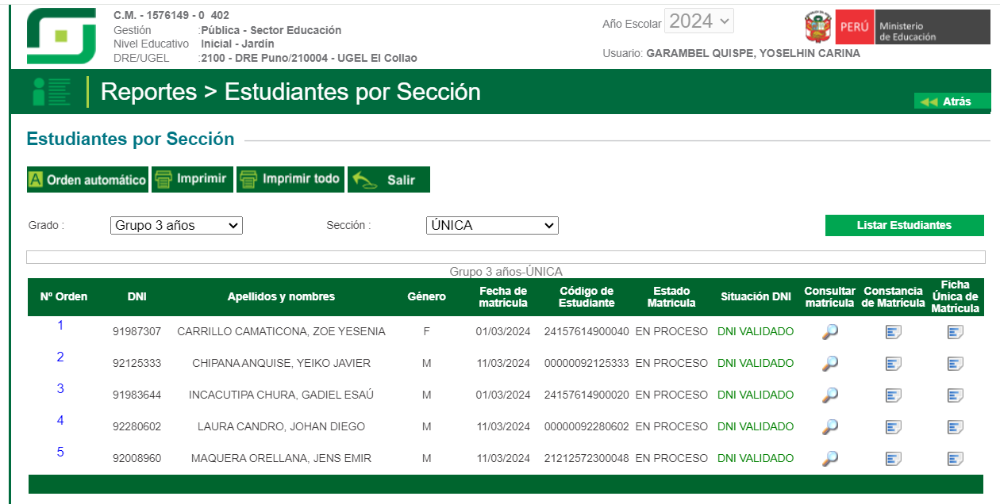 C.M. - 1576149 - 0 402
Gestión :Pública - Sector Educación
Nivel Educativo Inicial - Jardín
DRE/UGEL :2100 - DRE Puno/210004 - UGEL El Collao
Año Escolar 2024
PERÚ Ministerio de Educación
Usuario: GARAMBEL QUISPE, YOSELHIN CARINA
Reportes > Estudiantes por Sección
Atrás
Estudiantes por Sección
A Orden automático Imprimir Imprimir todo Salir
Grado : Grupo 3 años Sección : ÚNICA Listar Estudiantes
Grupo 3 años-ÚNICA
Nº Orden DNI Apellidos y nombres Género Fecha de matrícula Código de Estudiante Estado Matricula Situación DNI Consultar matrícula Constancia de Matrícula Ficha Única de Matrícula
1 91987307 CARRILLO CAMATICONA, ZOE YESENIA F 01/03/2024 24157614900040 EN PROCESO DNI VALIDADO
2 92125333 CHIPANA ANQUISE, YEIKO JAVIER M 11/03/2024 00000092125333 EN PROCESO DNI VALIDADO
3 91983644 INCACUTIPA CHURA, GADIEL ESAÚ M 01/03/2024 24157614900020 EN PROCESO DNI VALIDADO
4 92280602 LAURA CANDRO, JOHAN DIEGO M 11/03/2024 00000092280602 EN PROCESO DNI VALIDADO
5 92008960 MAQUERA ORELLANA, JENS EMIR M 11/03/2024 21212572300048 EN PROCESO DNI VALIDADO